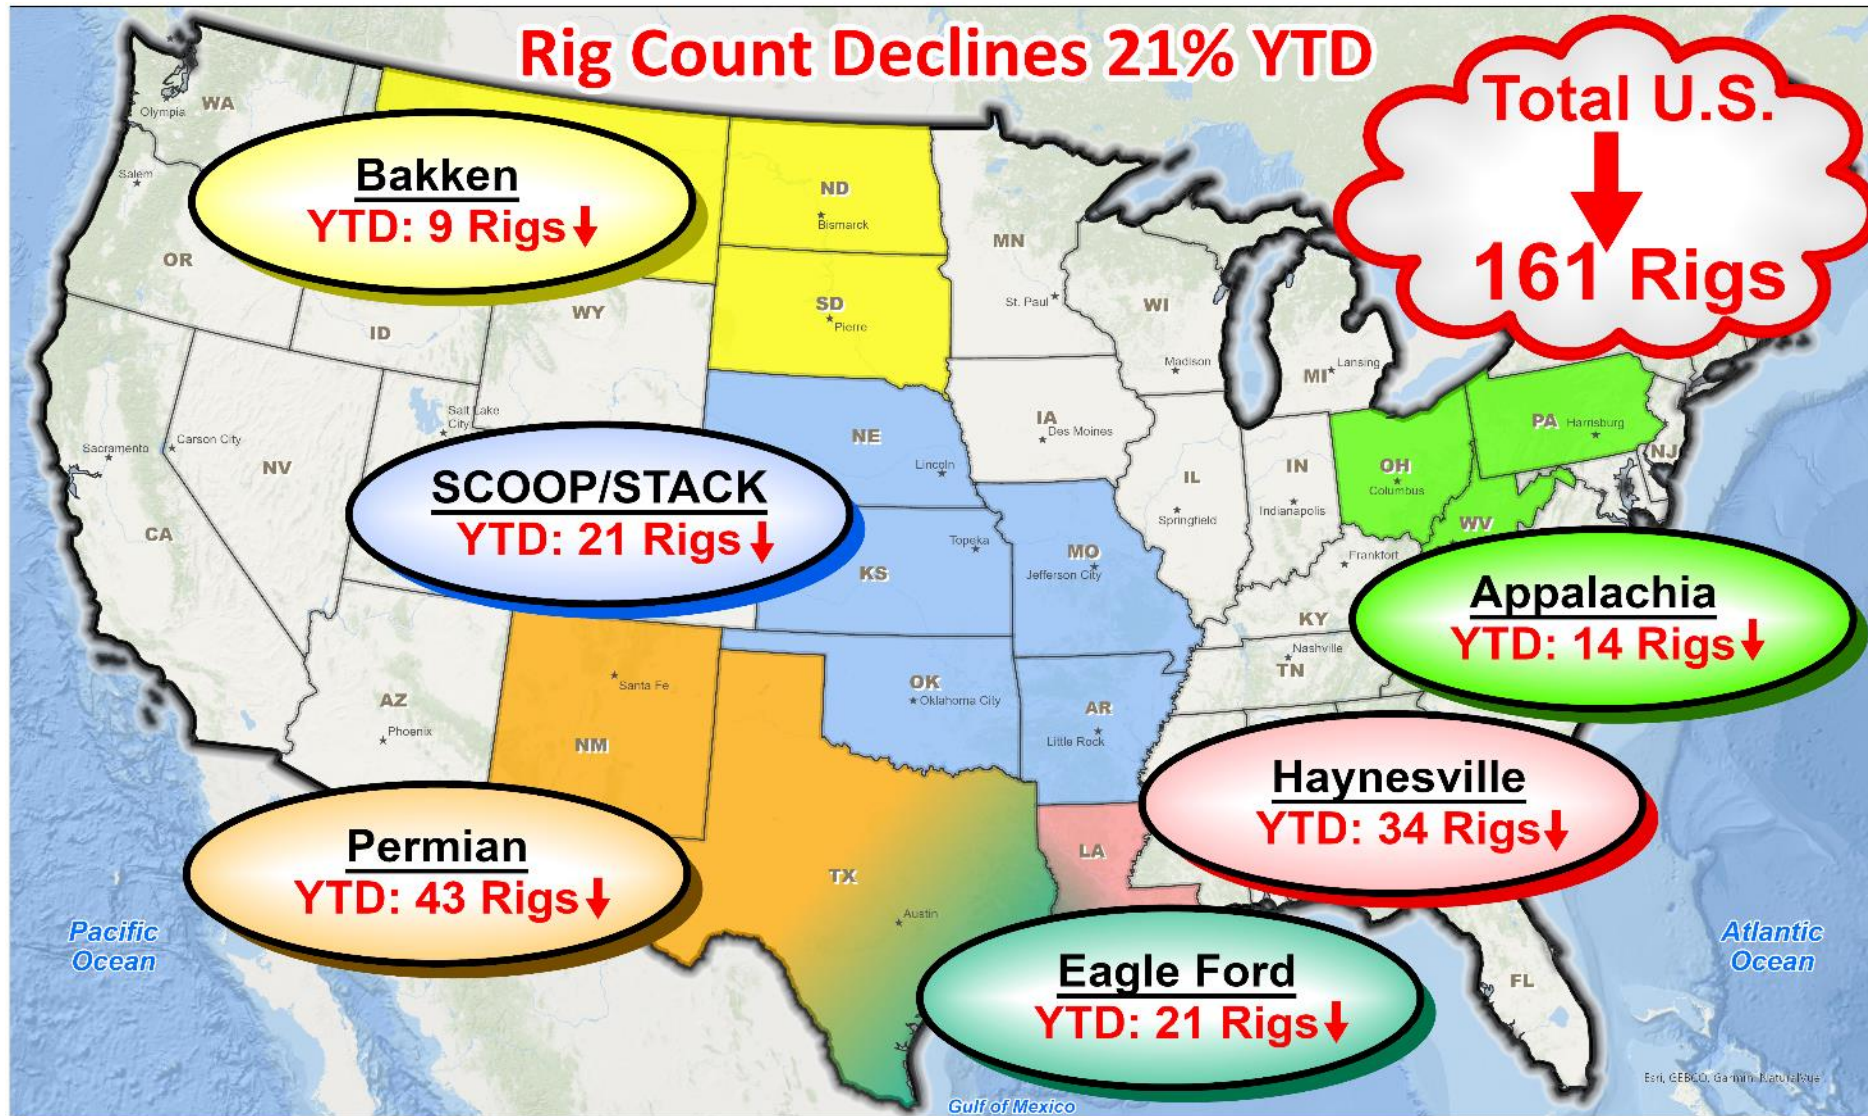 Rig Count Declines 21% YTD
Total U.S.
161 Rigs
Bakken
YTD: 9 Rigs
SCOOP/STACK
YTD: 21 Rigs
Appalachia
YTD: 14 Rigs
Haynesville
YTD: 34 Rigs
Permian
YTD: 43 Rigs
Eagle Ford
YTD: 21 Rigs
WA
Olympia
Salem
OR
ID
WY
ND
Bismarck
SD
Pierre
MN
St. Paul
WI
Madison
MI
Lansing
Sacramento
Carson City
NV
CA
Salt Lake
City
NE
Lincoln
IA
Des Moines
IL
Springfield
IN
Indianapolis
OH
Columbus
PA
Harrisburg
NJ
WV
Topeka
KS
MO
Jefferson City
Frankfort
KY
Nashville
TN
AZ
Phoenix
Santa Fe
NM
OK
Oklahoma City
AR
Little Rock
TX
Austin
LA
FL
Pacific
Ocean
Atlantic
Ocean
Gulf of Mexico
Esri, GEBCO, Garmin, NaturalVue